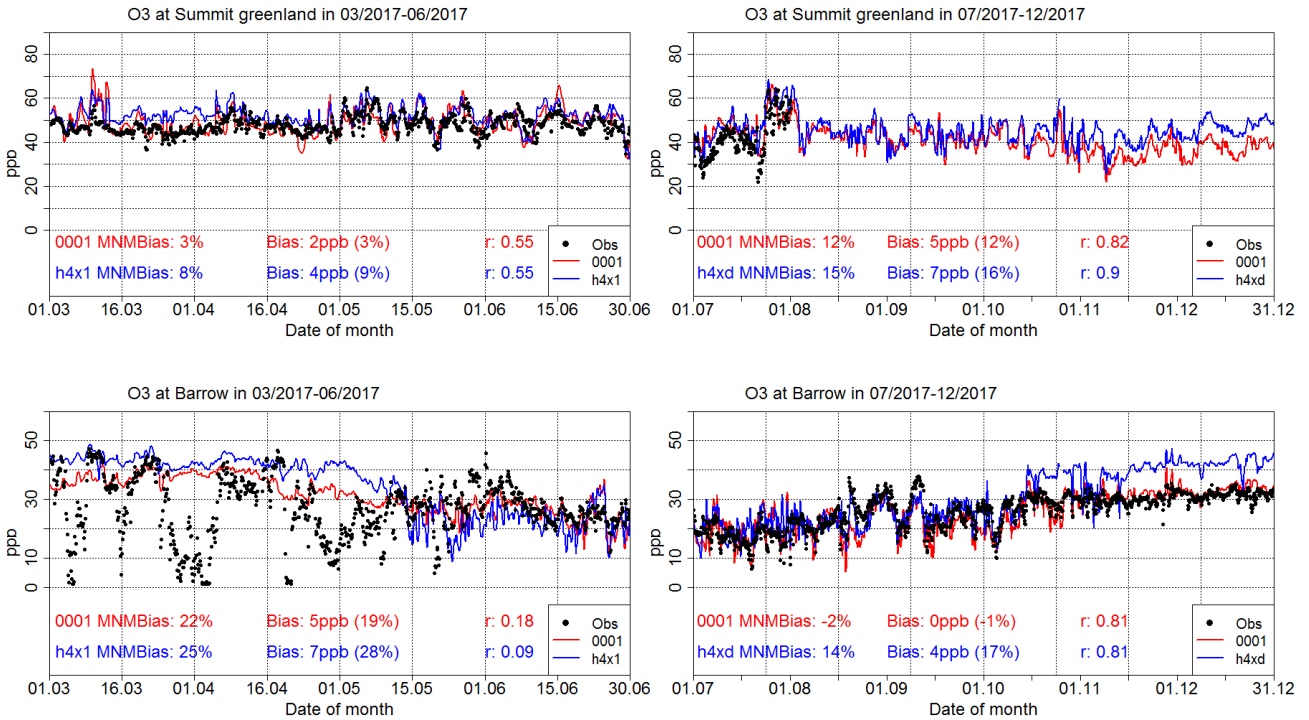 O3 at Summit greenland in 03/2017-06/2017
ppb
80
60
40
20
0
0001 MNMBias: 3% Bias: 2ppb (3%) r: 0.55
h4x1 MNMBias: 8% Bias: 4ppb (9%) r: 0.55
Obs
0001
h4x1
01.03 16.03 01.04 16.04 01.05 15.05 01.06 15.06 30.06
Date of month
O3 at Summit greenland in 07/2017-12/2017
ppb
80
60
40
20
0
0001 MNMBias: 12% Bias: 5ppb (12%) r: 0.82
h4xd MNMBias: 15% Bias: 7ppb (16%) r: 0.9
Obs
0001
h4xd
01.07 01.08 01.09 01.10 01.11 01.12 31.12
Date of month
O3 at Barrow in 03/2017-06/2017
ppb
50
30
10
0
0001 MNMBias: 22% Bias: 5ppb (19%) r: 0.18
h4x1 MNMBias: 25% Bias: 7ppb (28%) r: 0.09
Obs
0001
h4x1
01.03 16.03 01.04 16.04 01.05 15.05 01.06 15.06 30.06
Date of month
O3 at Barrow in 07/2017-12/2017
ppb
50
30
10
0
0001 MNMBias: -2% Bias: 0ppb (-1%) r: 0.81
h4xd MNMBias: 14% Bias: 4ppb (17%) r: 0.81
Obs
0001
h4xd
01.07 01.08 01.09 01.10 01.11 01.12 31.12
Date of month